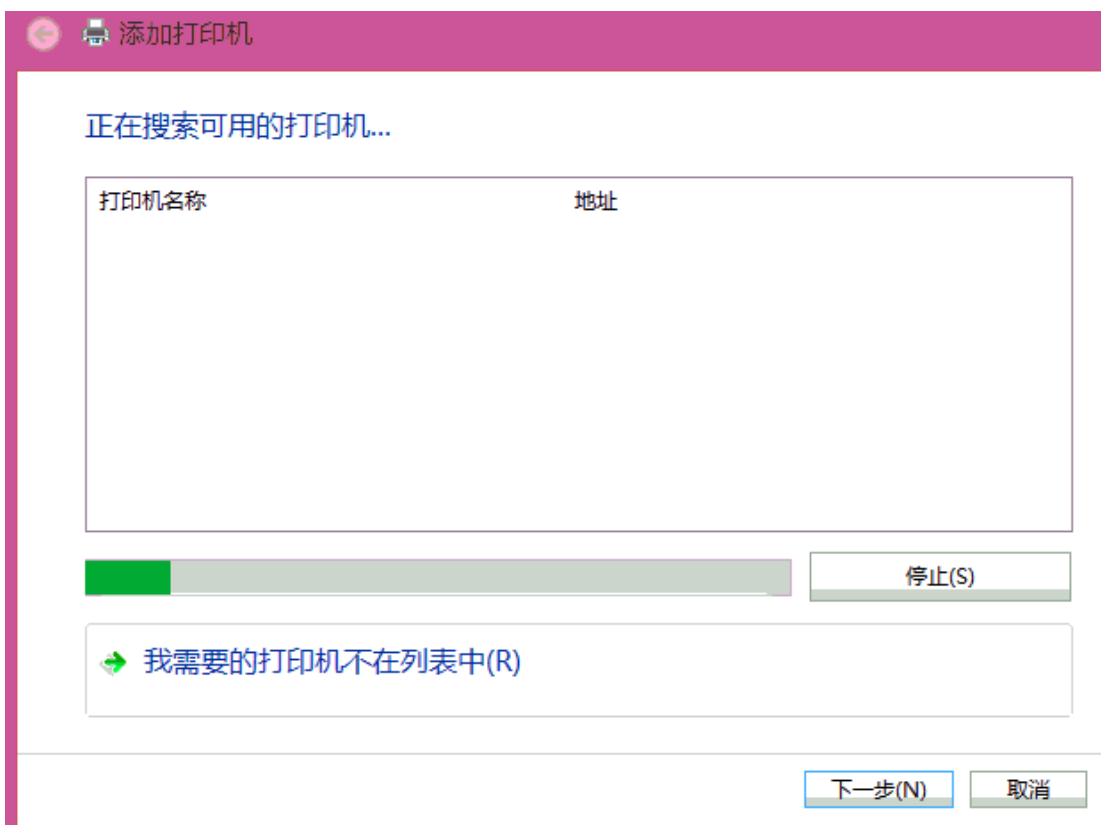 添加打印机
正在搜索可用的打印机...
打印机名称 地址
停止(S)
我需要的打印机不在列表中(R)
下一步(N) 取消